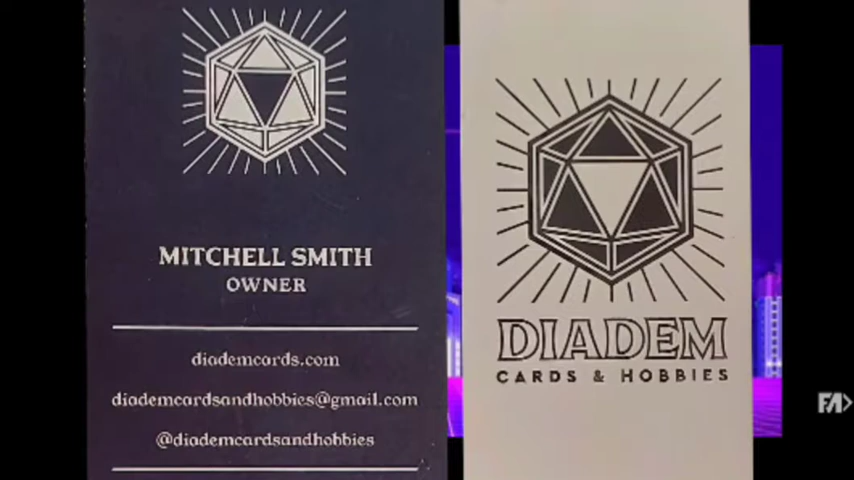 MITCHELL SMITH
OWNER
diademcards.com
diademcardsandhobbies@gmail.com
@diademcardsandhobbies
DIADEM
CARDS & HOBBIES